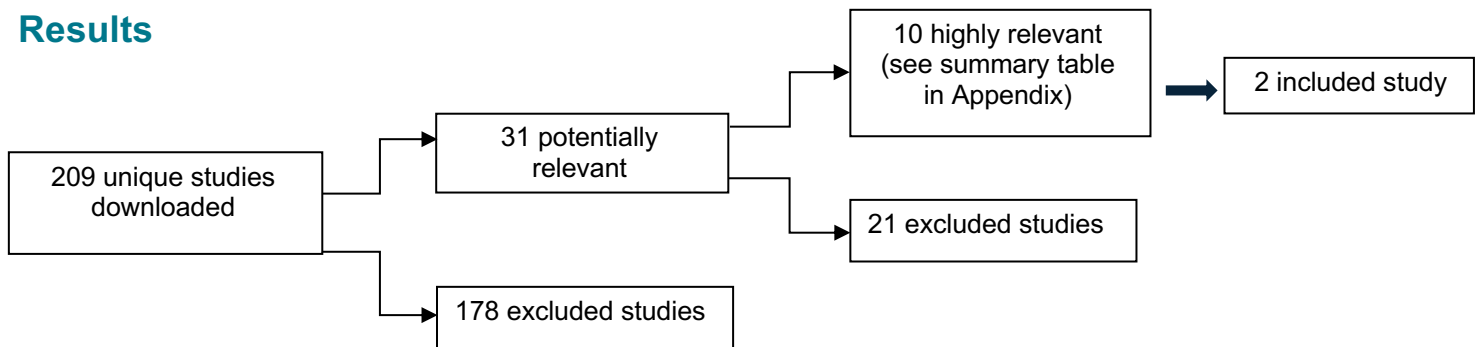 Results
209 unique studies
downloaded
31 potentially
relevant
178 excluded studies
10 highly relevant
(see summary table
in Appendix)
21 excluded studies
2 included study